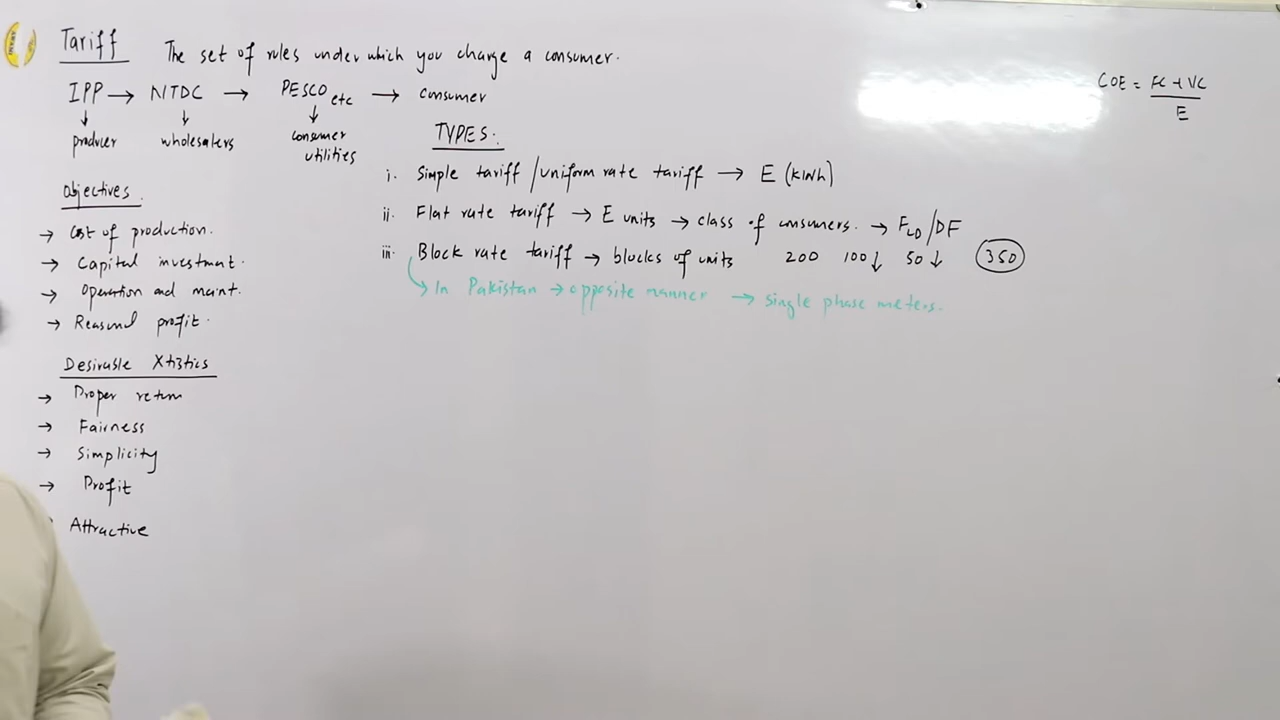 Tariff The set of rules under which you charge a consumer.
IPP → NTDC → PESCO etc → consumer
↓ ↓ ↓
producer wholesalers consumer utilities
Objectives.
→ Cost of production.
→ Capital investment.
→ Operation and maint.
→ Reasonal profit.
Desirable Xtistics
→ Proper return
→ Fairness
→ Simplicity
→ Profit
Attractive
TYPES:
i. Simple tariff / uniform rate tariff → E (kWh)
ii. Flat rate tariff → E units → class of consumers. → FLD/DF
iii. Block rate tariff → blocks of units 200 100↓ 50↓ 350
↳ In Pakistan → opposite manner → single phase meters.
COE = FC + VC
E